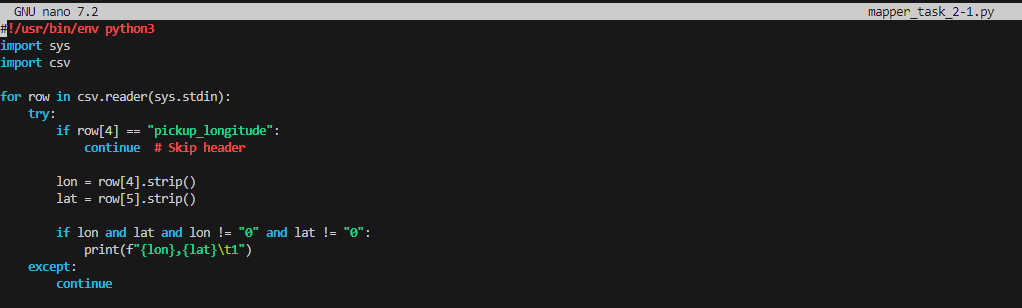 GNU nano 7.2 mapper_task_2-1.py
#!/usr/bin/env python3
import sys
import csv
for row in csv.reader(sys.stdin):
try:
if row[4] == "pickup_longitude":
continue # Skip header
lon = row[4].strip()
lat = row[5].strip()
if lon and lat and lon != "0" and lat != "0":
print(f"{lon},{lat}\t1")
except:
continue